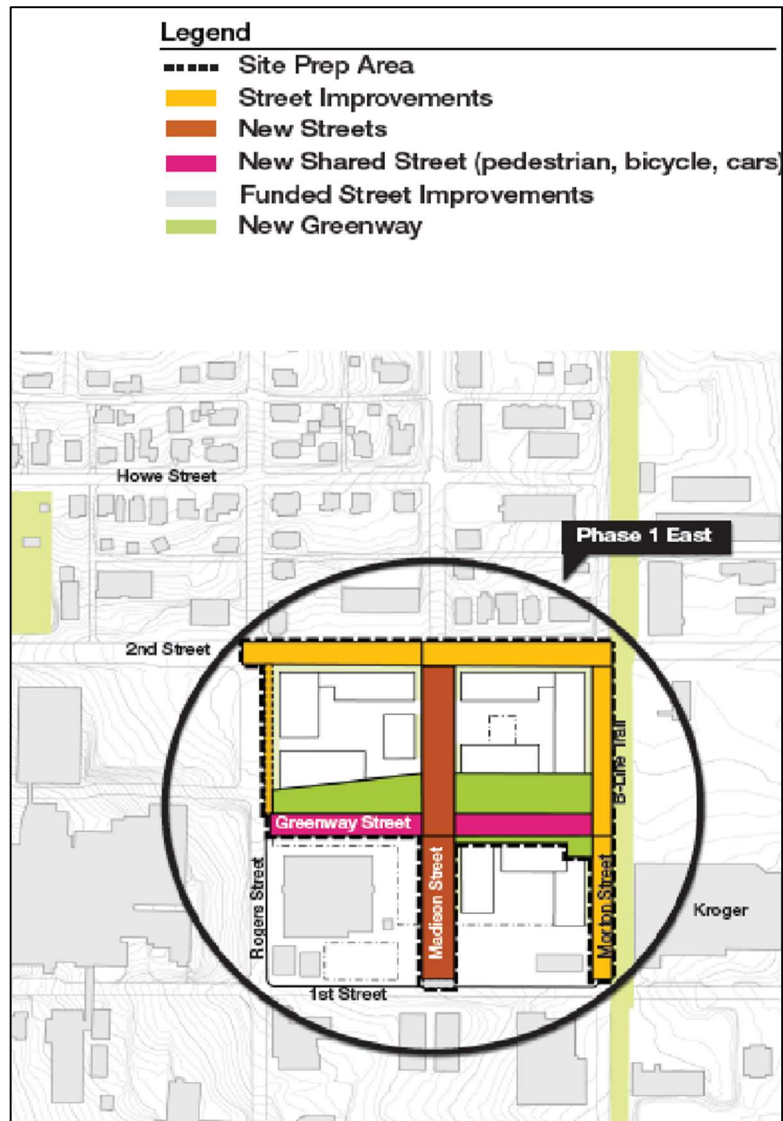 Legend
Site Prep Area
Street Improvements
New Streets
New Shared Street (pedestrian, bicycle, cars)
Funded Street Improvements
New Greenway
Howe Street
Phase 1 East
2nd Street
B-Line Trail
Greenway Street
Rogers Street
Madison Street
Morton Street
Kroger
1st Street